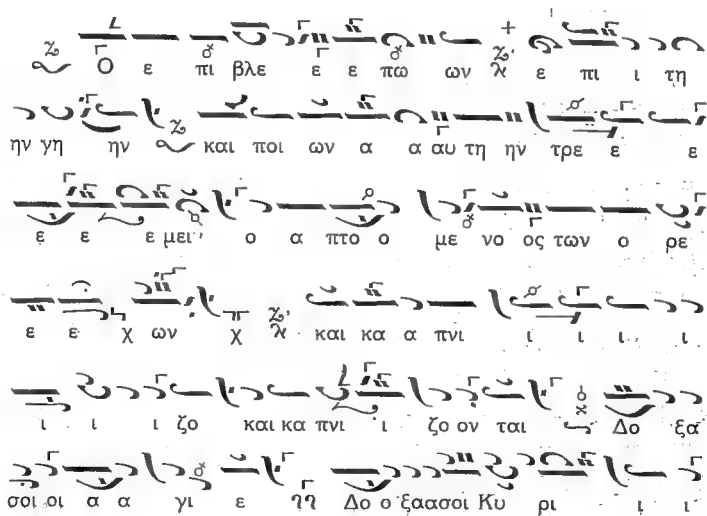 Ο ε πι βλε ε ε πω ων ε πι ι τη
ην γη ην και ποι ων α α αυ τη ην τρε ε ε
ε ε ε μει ο α πτο ο με νο ος των ο ρε
ε ε χ ων χ και κα α πνι ι ι ι ι
ι ι ι ζο και κα πνι ι ζο ον ται Δο ξα
σοι οι α α γι ε Δο ο ξα α σοι Κυ ρι ι ι